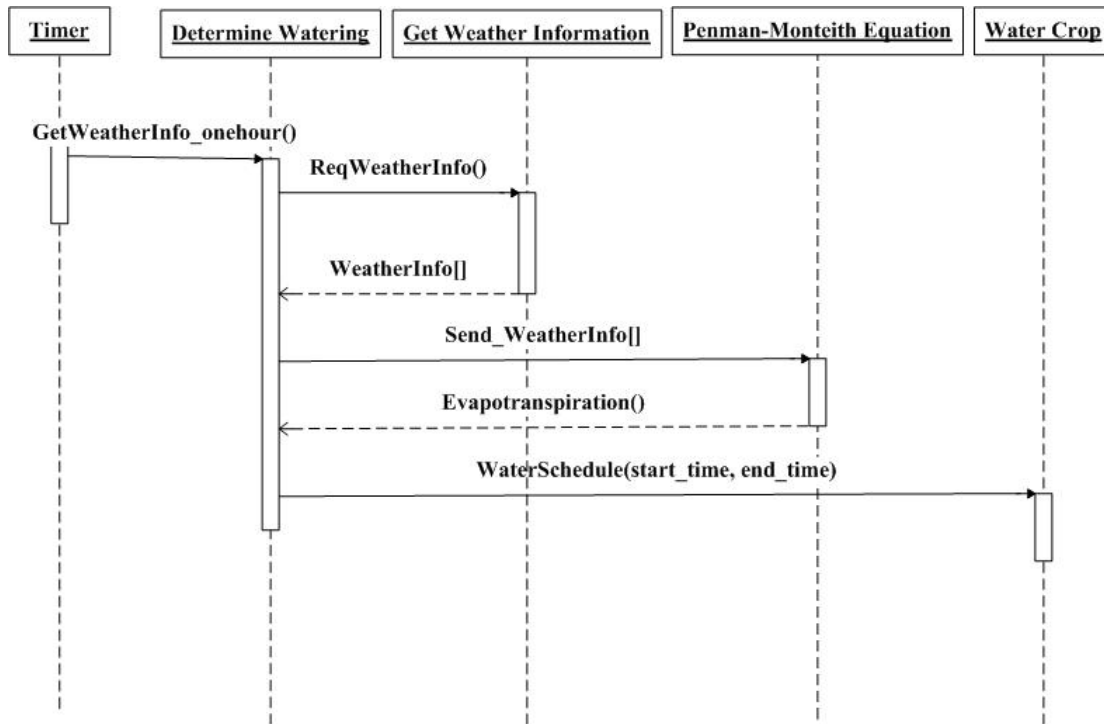 Timer
Determine Watering
Get Weather Information
Penman-Monteith Equation
Water Crop
GetWeatherInfo_onehour()
ReqWeatherInfo()
WeatherInfo[]
Send_WeatherInfo[]
Evapotranspiration()
WaterSchedule(start_time, end_time)